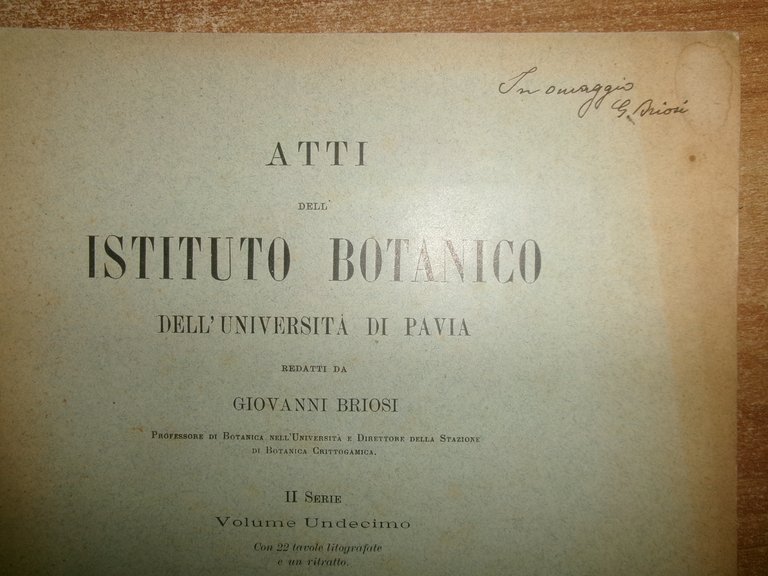 In omaggio
G. Briosi
ATTI
DELL'
ISTITUTO BOTANICO
DELL'UNIVERSITÀ DI PAVIA
REDATTI DA
GIOVANNI BRIOSI
PROFESSORE DI BOTANICA NELL'UNIVERSITÀ E DIRETTORE DELLA STAZIONE
DI BOTANICA CRITTOGAMICA.
II SERIE
Volume Undecimo
Con 22 tavole litografate
e un ritratto.